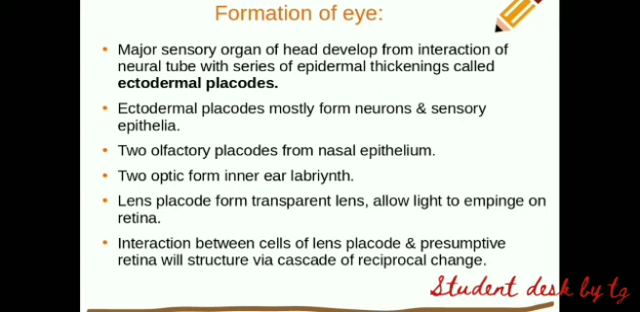 Formation of eye:
• Major sensory organ of head develop from interaction of
neural tube with series of epidermal thickenings called
ectodermal placodes.
• Ectodermal placodes mostly form neurons & sensory
epithelia.
• Two olfactory placodes from nasal epithelium.
• Two optic form inner ear labriynth.
• Lens placode form transparent lens, allow light to empinge on
retina.
• Interaction between cells of lens placode & presumptive
retina will structure via cascade of reciprocal change.
Student desk by tg